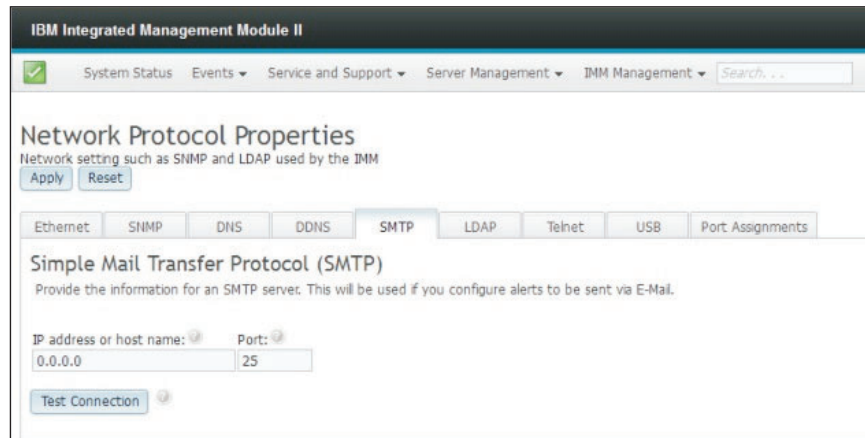 IBM Integrated Management Module II
System Status Events Service and Support Server Management IMM Management Search. . .
Network Protocol Properties
Network setting such as SNMP and LDAP used by the IMM
Apply Reset
Ethernet SNMP DNS DDNS SMTP LDAP Telnet USB Port Assignments
Simple Mail Transfer Protocol (SMTP)
Provide the information for an SMTP server. This will be used if you configure alerts to be sent via E-Mail.
IP address or host name: Port:
0.0.0.0 25
Test Connection